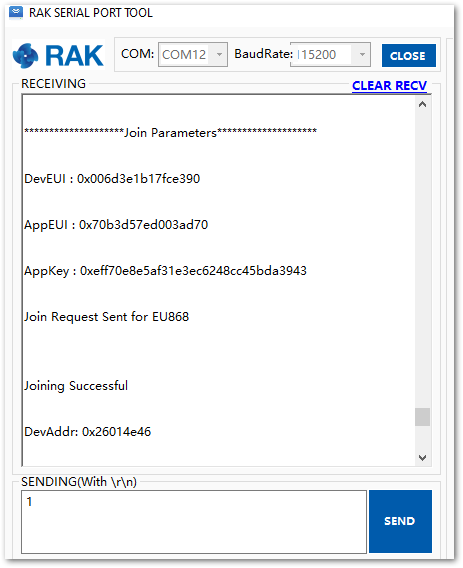 RAK SERIAL PORT TOOL
RAK
COM: COM12 BaudRate: 115200 CLOSE
RECEIVING CLEAR RECV
********************Join Parameters********************
DevEUI : 0x006d3e1b17fce390
AppEUI : 0x70b3d57ed003ad70
AppKey : 0xeff70e8e5af31e3ec6248cc45bda3943
Join Request Sent for EU868
Joining Successful
DevAddr: 0x26014e46
SENDING(With \r\n)
1
SEND